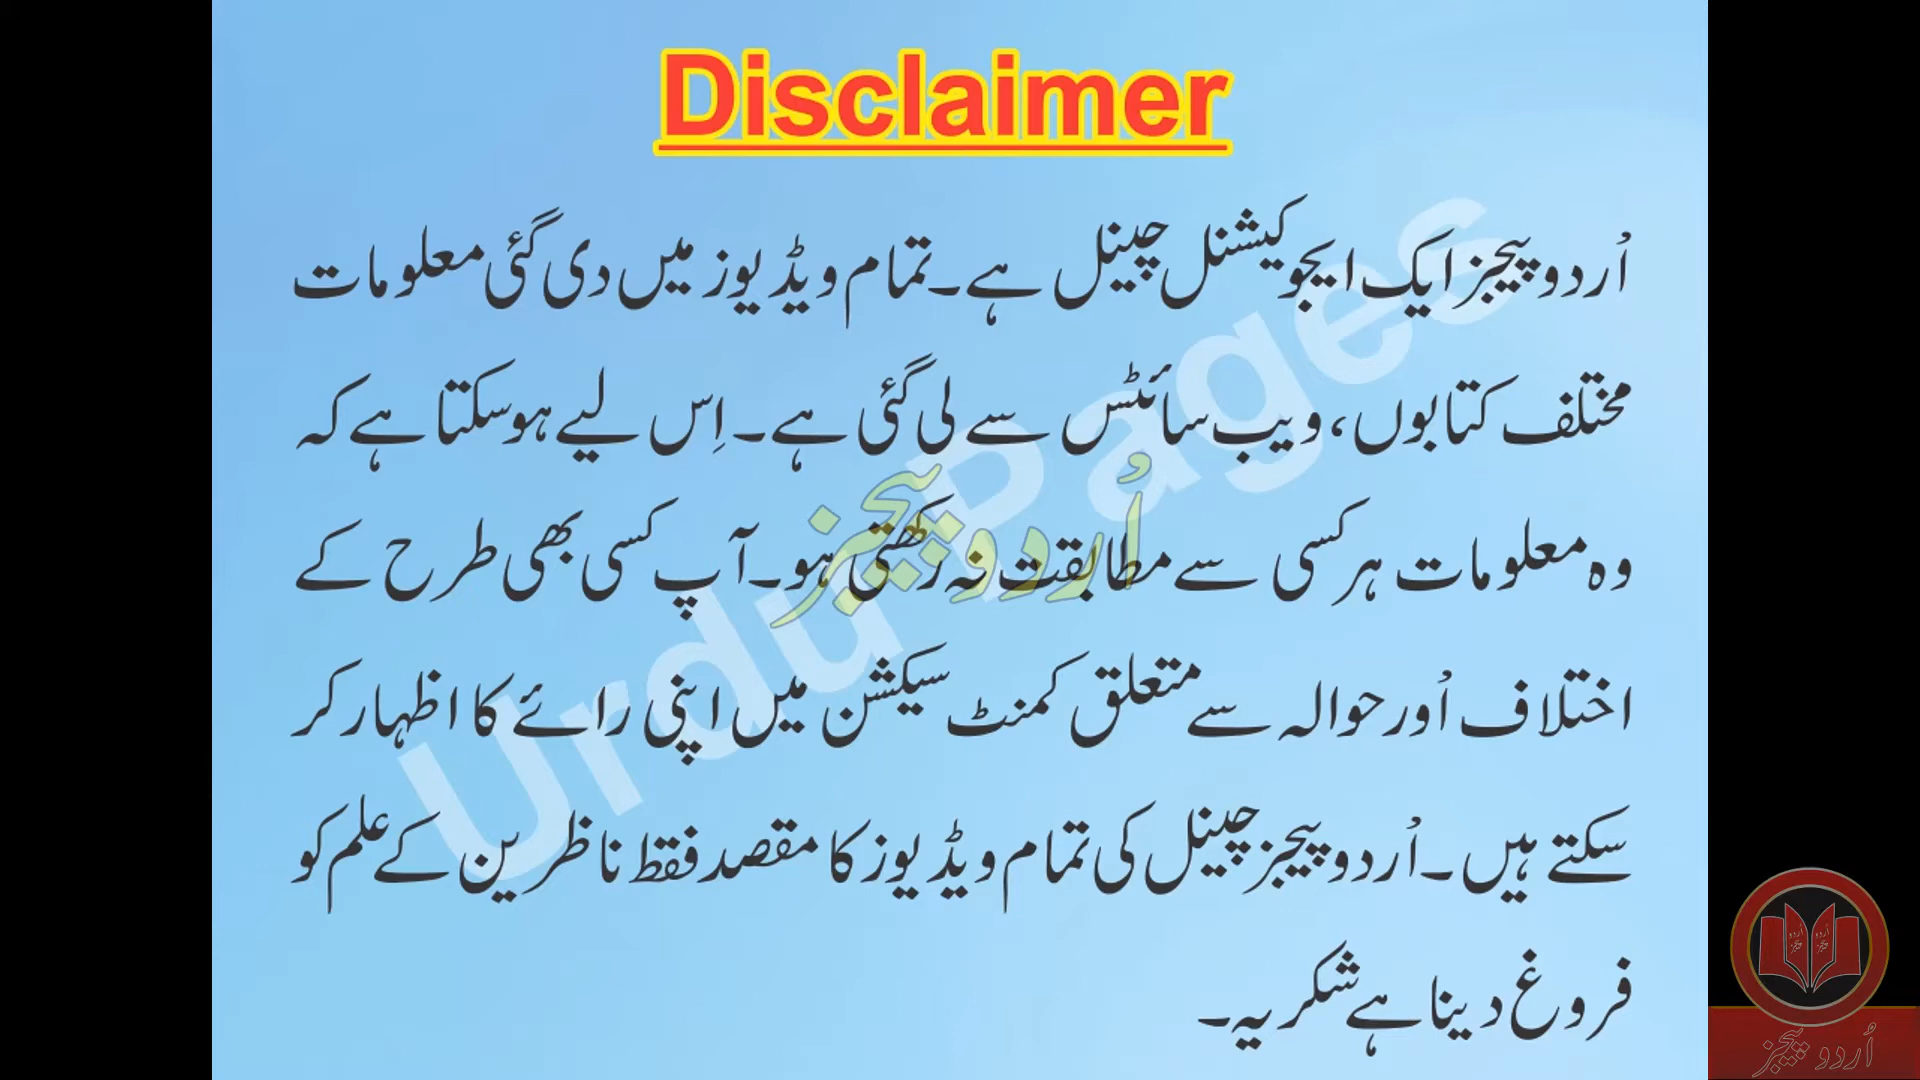 Disclaimer
اُردو پیجز ایک ایجوکیشنل چینل ہے۔ تمام ویڈیوز میں دی گئی معلومات
مختلف کتابوں، ویب سائٹس سے لی گئی ہے۔ اِس لیے ہو سکتا ہے کہ
وہ معلومات ہر کسی سے مطابقت نہ رکھتی ہو۔ آپ کسی بھی طرح کے
اختلاف اُور حوالہ سے متعلق کمنٹ سیکشن میں اپنی رائے کا اظہار کر
سکتے ہیں۔ اُردو پیجز چینل کی تمام ویڈیوز کا مقصد فقط ناظرین کے علم کو
فروغ دینا ہے شکریہ۔
Urdu Pages
اُردو پیجز
اُردو پیجز